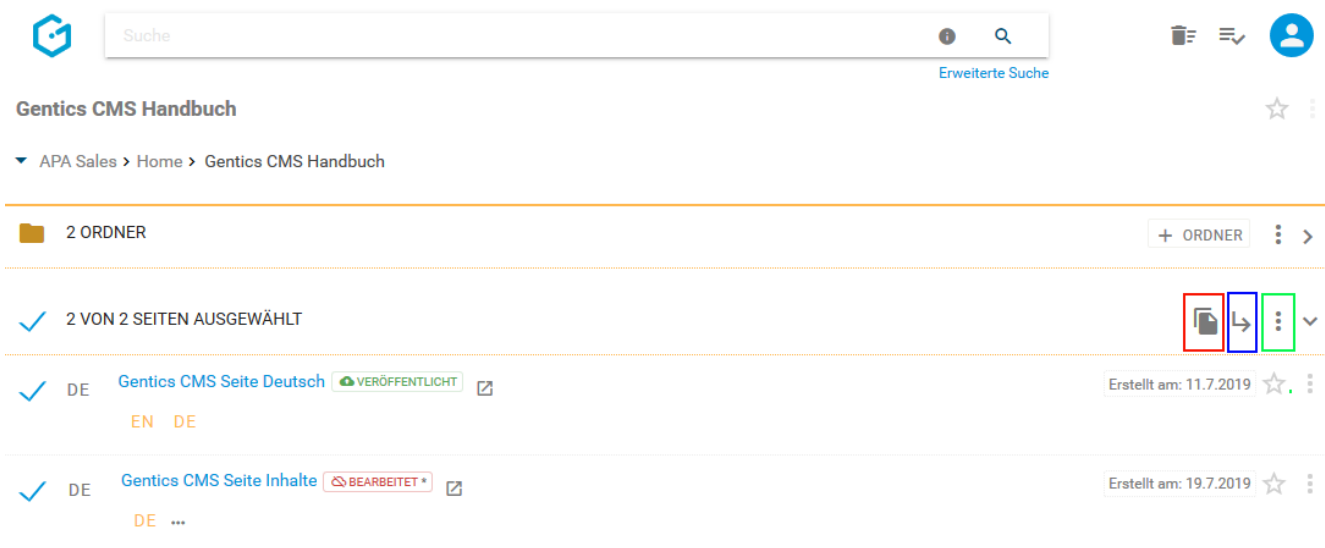 Suche
Erweiterte Suche
Gentics CMS Handbuch
APA Sales > Home > Gentics CMS Handbuch
2 ORDNER + ORDNER
2 VON 2 SEITEN AUSGEWÄHLT
DE Gentics CMS Seite Deutsch VERÖFFENTLICHT Erstellt am: 11.7.2019
EN DE
DE Gentics CMS Seite Inhalte BEARBEITET * Erstellt am: 19.7.2019
DE ...